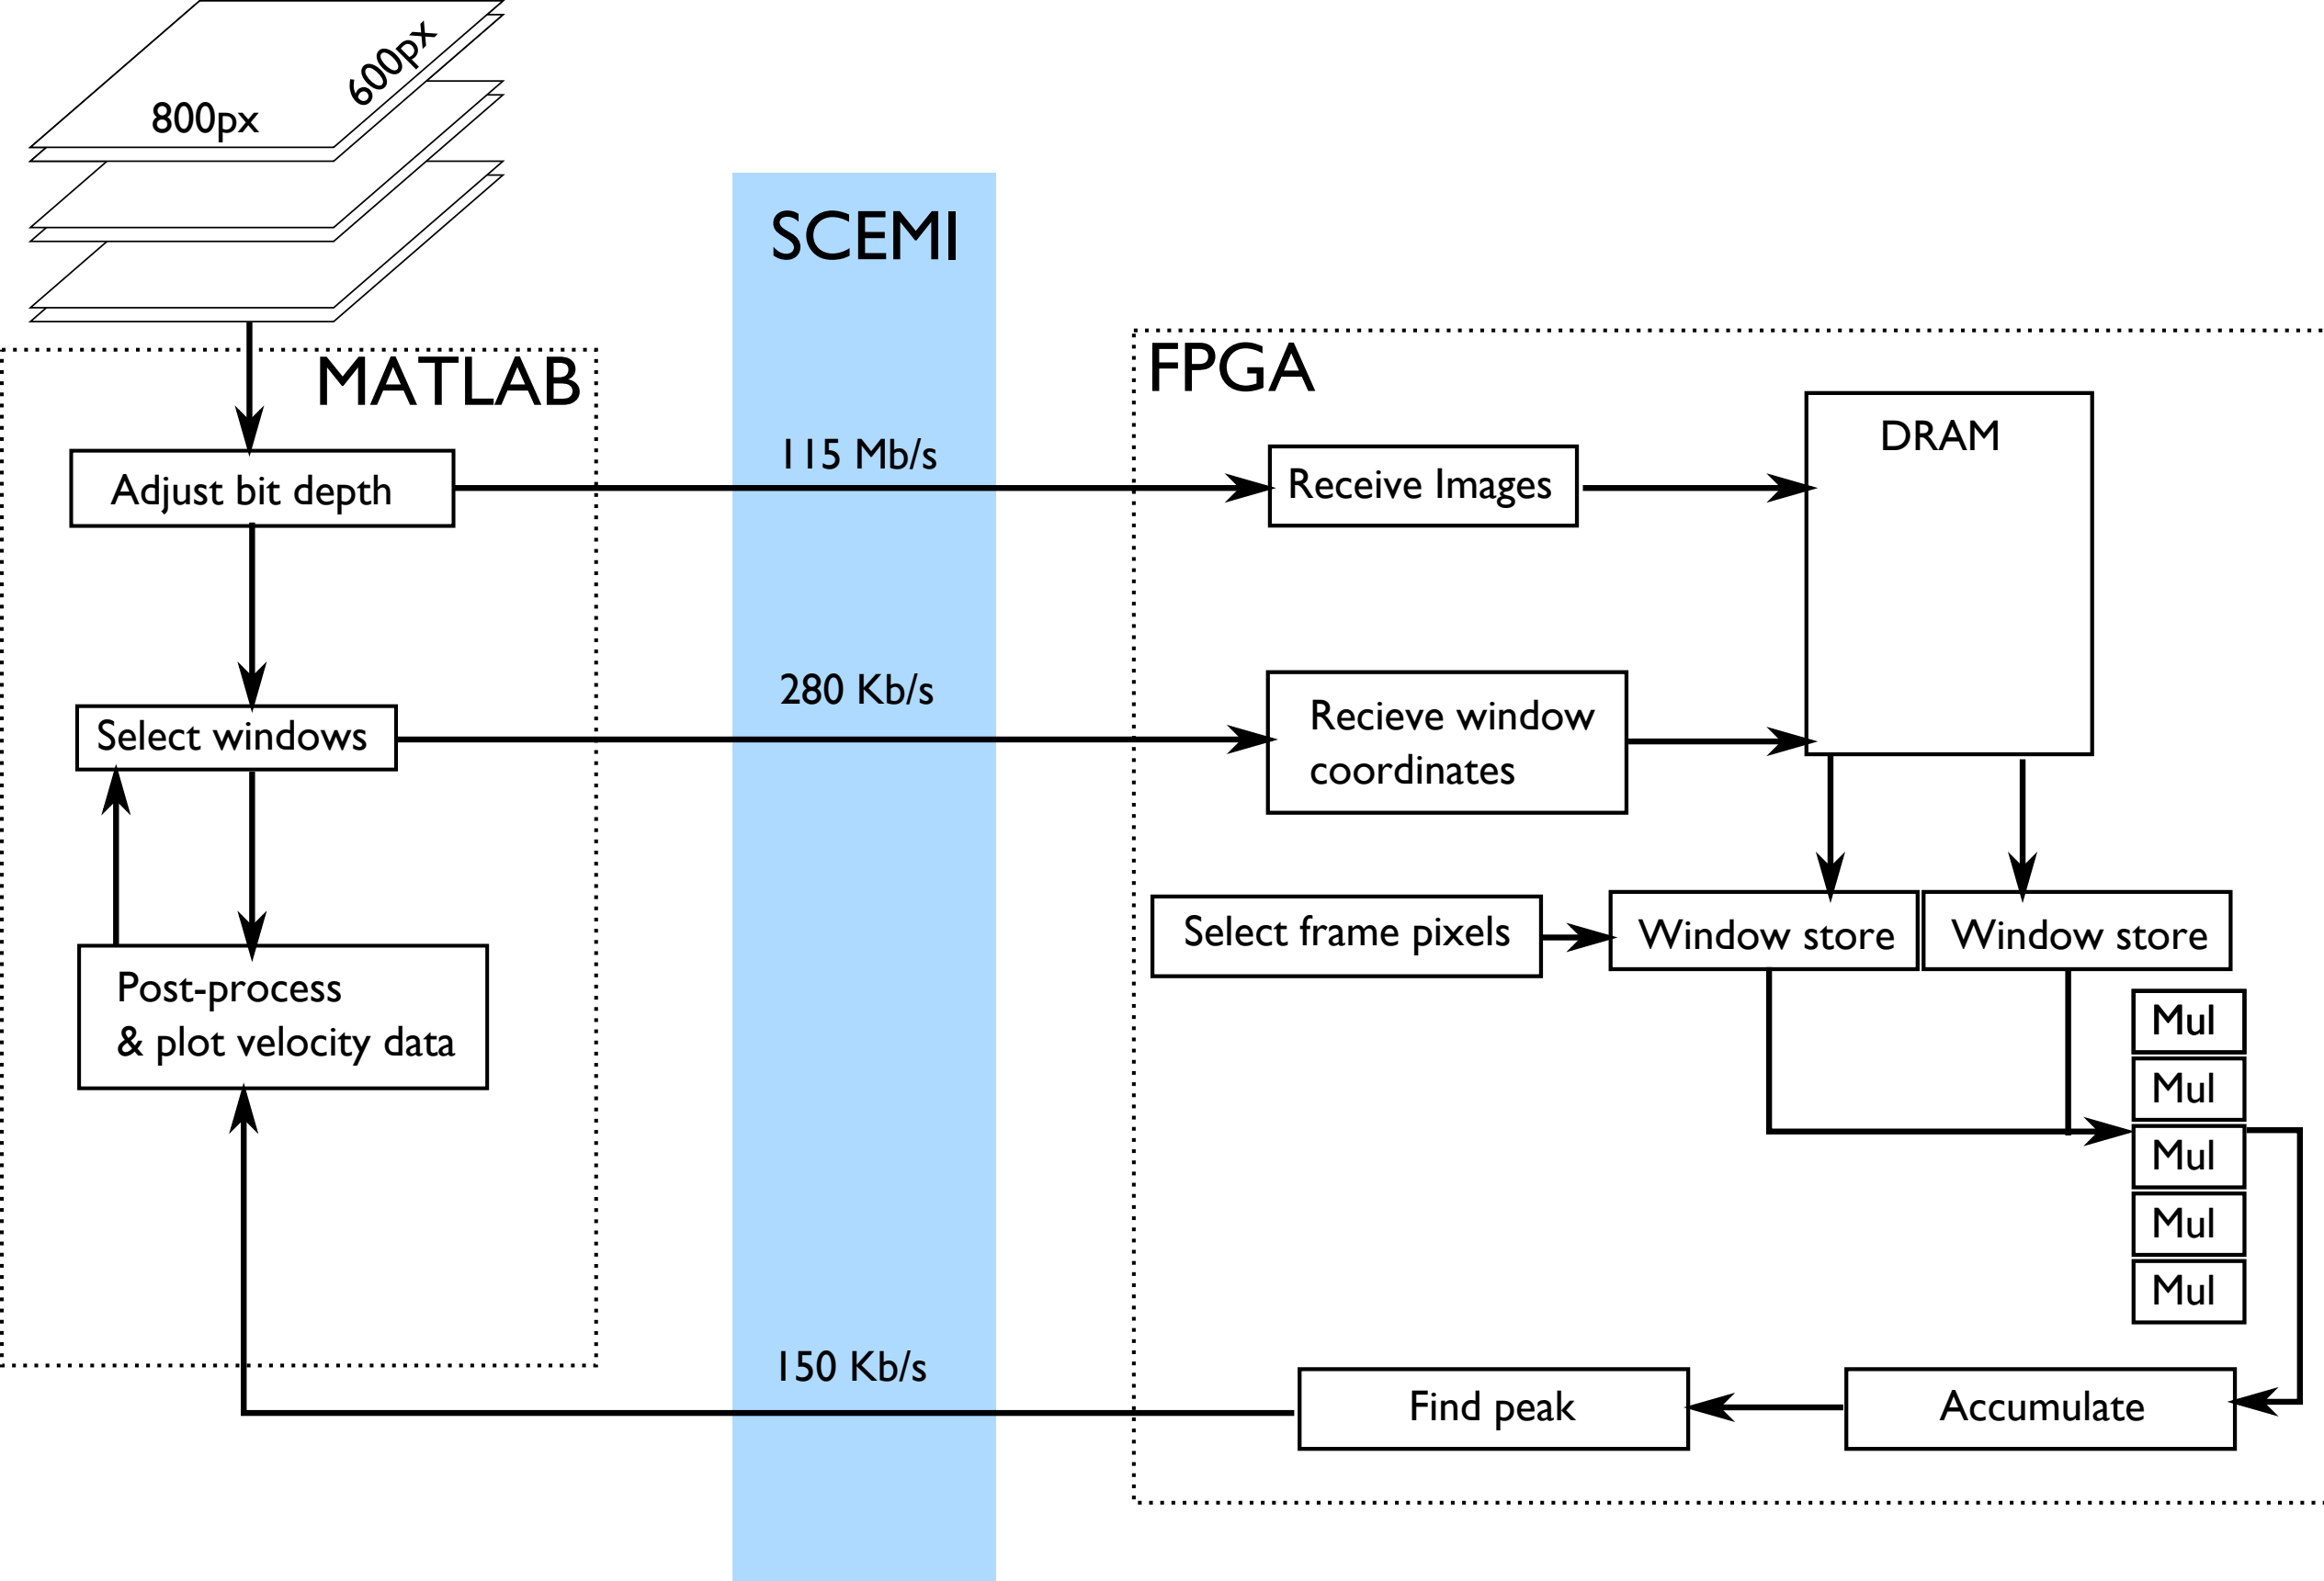 800px
600px
SCEMI
MATLAB
FPGA
115 Mb/s
Adjust bit depth
Receive Images
DRAM
280 Kb/s
Select windows
Recieve window
coordinates
Select frame pixels
Window store
Window store
Post-process
& plot velocity data
Mul
Mul
Mul
Mul
Mul
150 Kb/s
Find peak
Accumulate